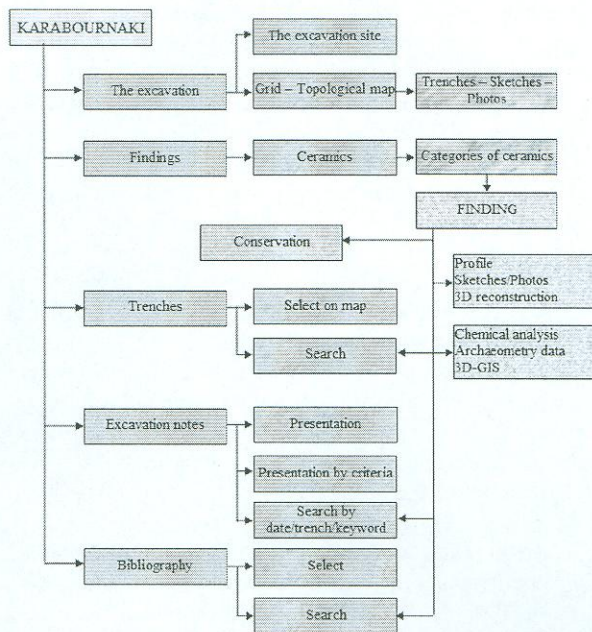 KARABOURNAKI
The excavation site
The excavation
Grid – Topological map
Trenches – Sketches –
Photos
Findings
Ceramics
Categories of ceramics
FINDING
Conservation
Profile
Sketches/Photos
3D reconstruction
Trenches
Select on map
Search
Chemical analysis
Archaeometry data
3D-GIS
Excavation notes
Presentation
Presentation by criteria
Search by
date/trench/keyword
Bibliography
Select
Search